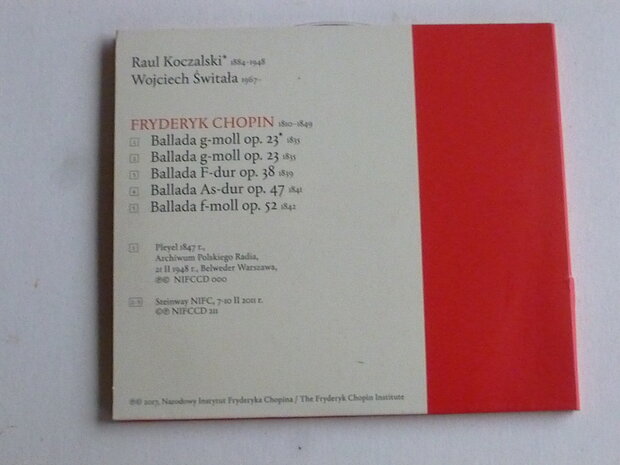 Raul Koczalski* 1884–1948
Wojciech Świtała 1967–
FRYDERYK CHOPIN 1810–1849
1 Ballada g-moll op. 23* 1835
2 Ballada g-moll op. 23 1835
3 Ballada F-dur op. 38 1839
4 Ballada As-dur op. 47 1841
5 Ballada f-moll op. 52 1842
1 Pleyel 1847 r.,
Archiwum Polskiego Radia,
21 II 1948 r., Belweder Warszawa,
℗© NIFCCD 000
2-5 Steinway NIFC, 7-10 II 2011 r.
©℗ NIFCCD 211
℗© 2017, Narodowy Instytut Fryderyka Chopina / The Fryderyk Chopin Institute